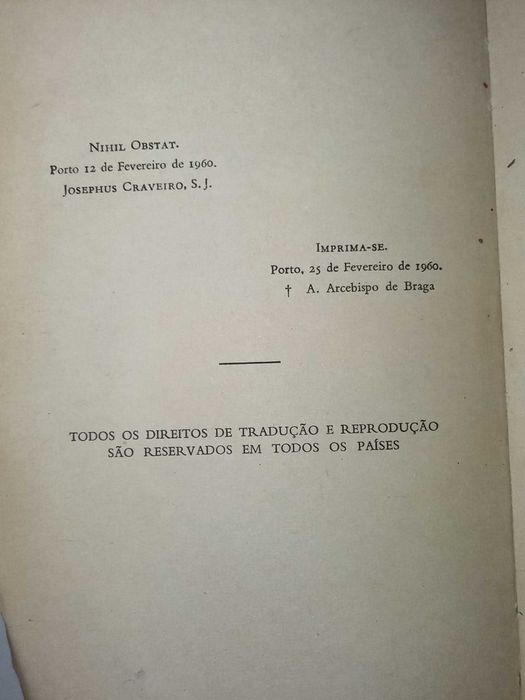 Nihil Obstat.
Porto 12 de Fevereiro de 1960.
Josephus Craveiro, S. J.
Imprima-se.
Porto, 25 de Fevereiro de 1960.
† A. Arcebispo de Braga
TODOS OS DIREITOS DE TRADUÇÃO E REPRODUÇÃO
SÃO RESERVADOS EM TODOS OS PAÍSES